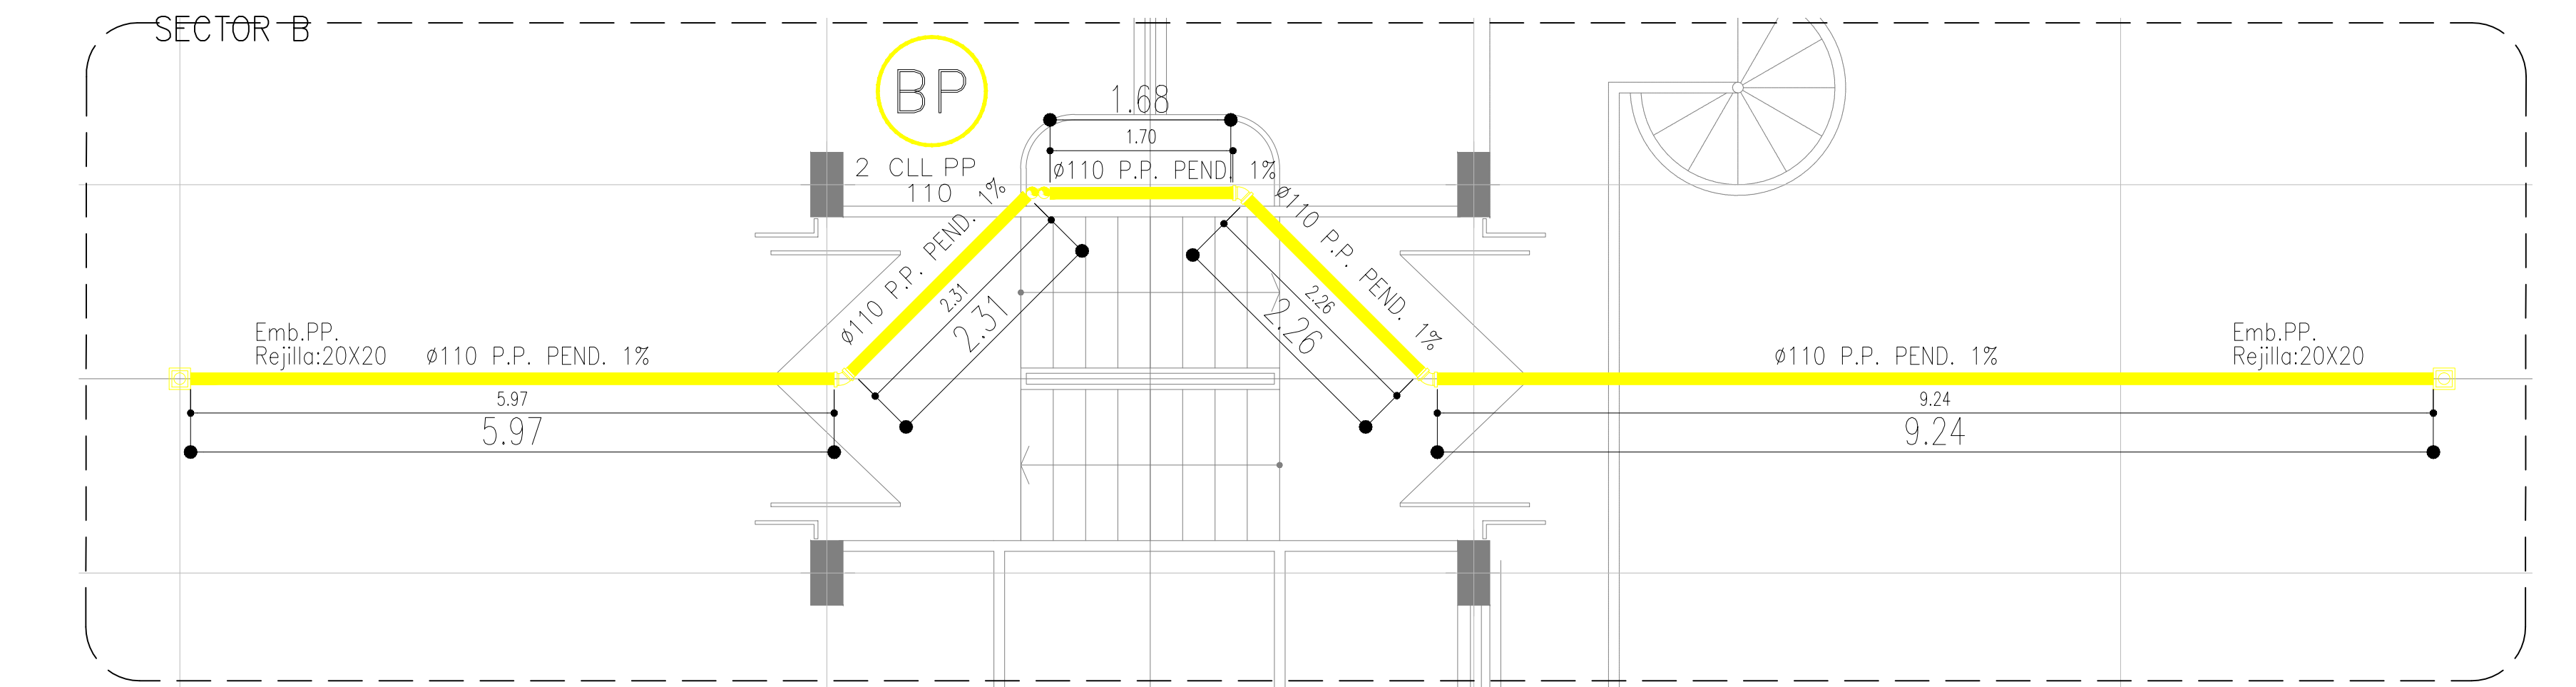 SECTOR B
BP
1.68
1.70
2 CLL PP
110
Ø110 P.P. PEND. 1%
Ø110 P.P. PEND. 1%
Ø110 P.P. PEND. 1%
2.31
2.31
2.26
2.26
Emb.PP.
Rejilla:20X20
Ø110 P.P. PEND. 1%
5.97
5.97
Ø110 P.P. PEND. 1%
Emb.PP.
Rejilla:20X20
9.24
9.24